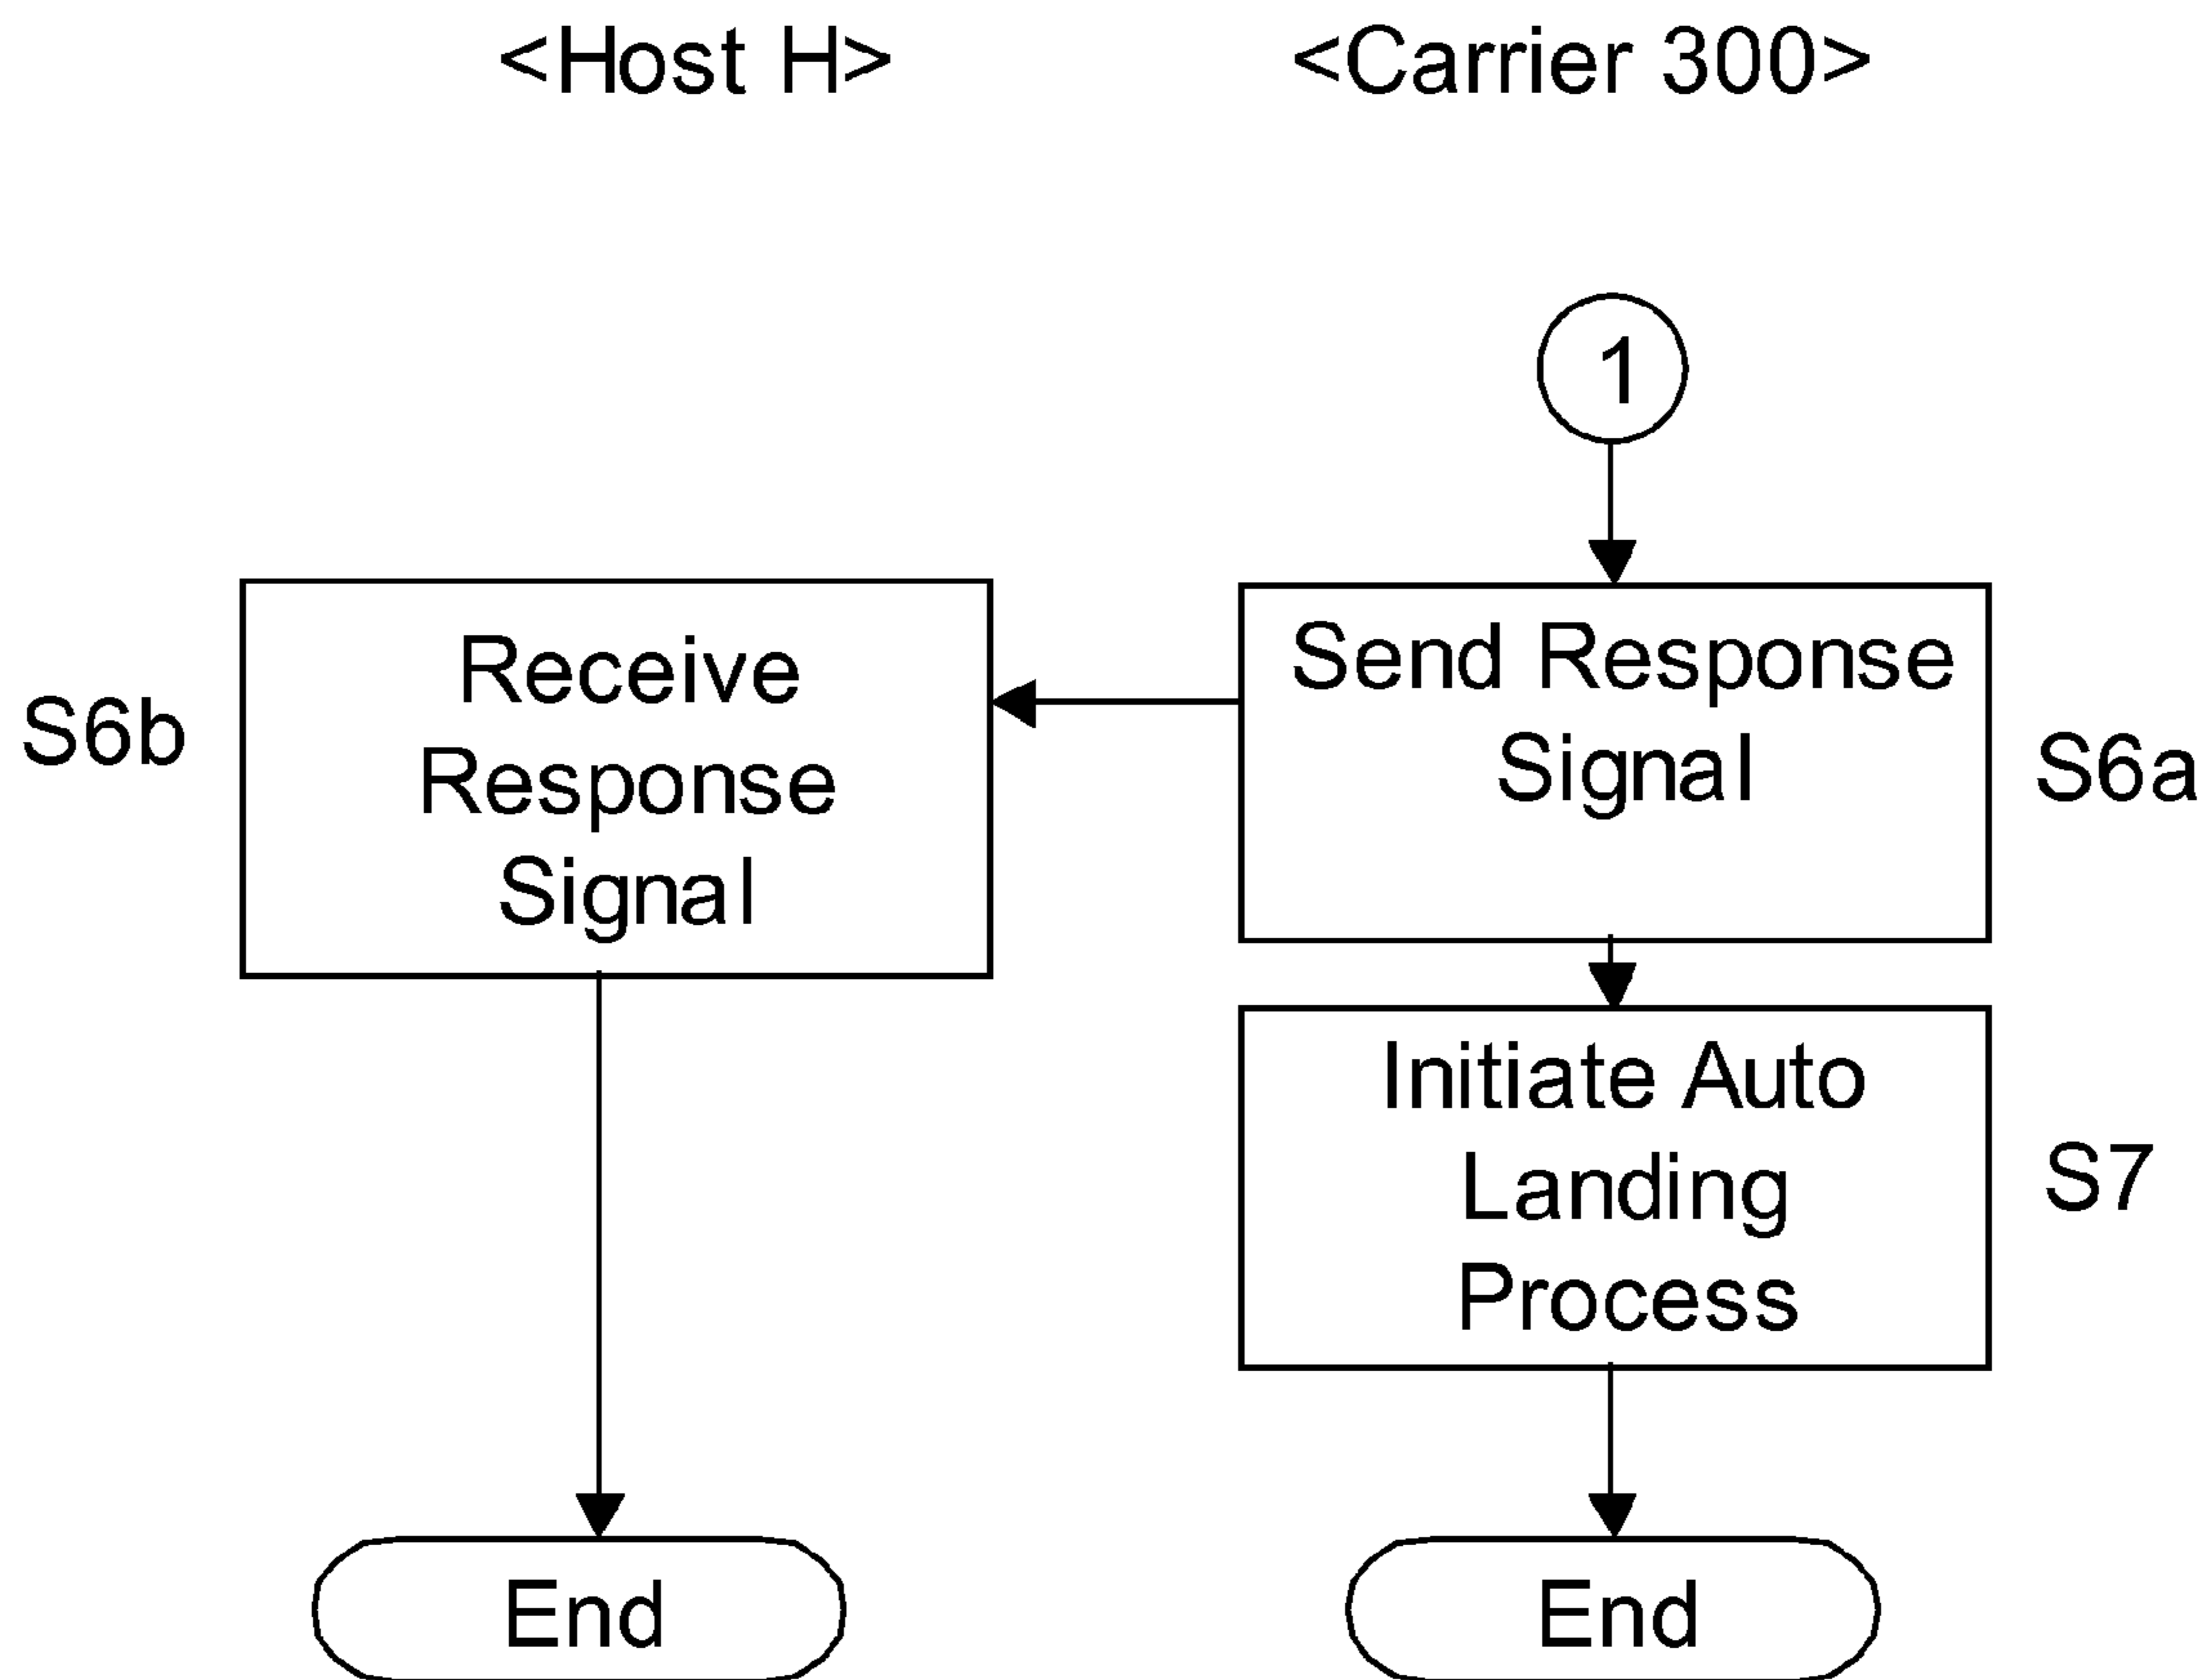 <Host H>
<Carrier 300>
1
Receive
Response
Signal
S6b
Send Response
Signal
S6a
Initiate Auto
Landing
Process
S7
End
End